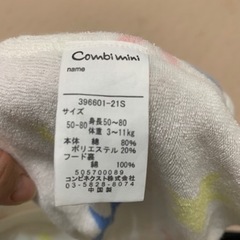 Combimini
name
396601-21S
サイズ
50-80 身長50～80
体重 3～11kg
本体 綿 80%
ポリエステル 20%
フード裏
綿 100%
505700089
コンビネクスト株式会社
03-5828-8074
中国製